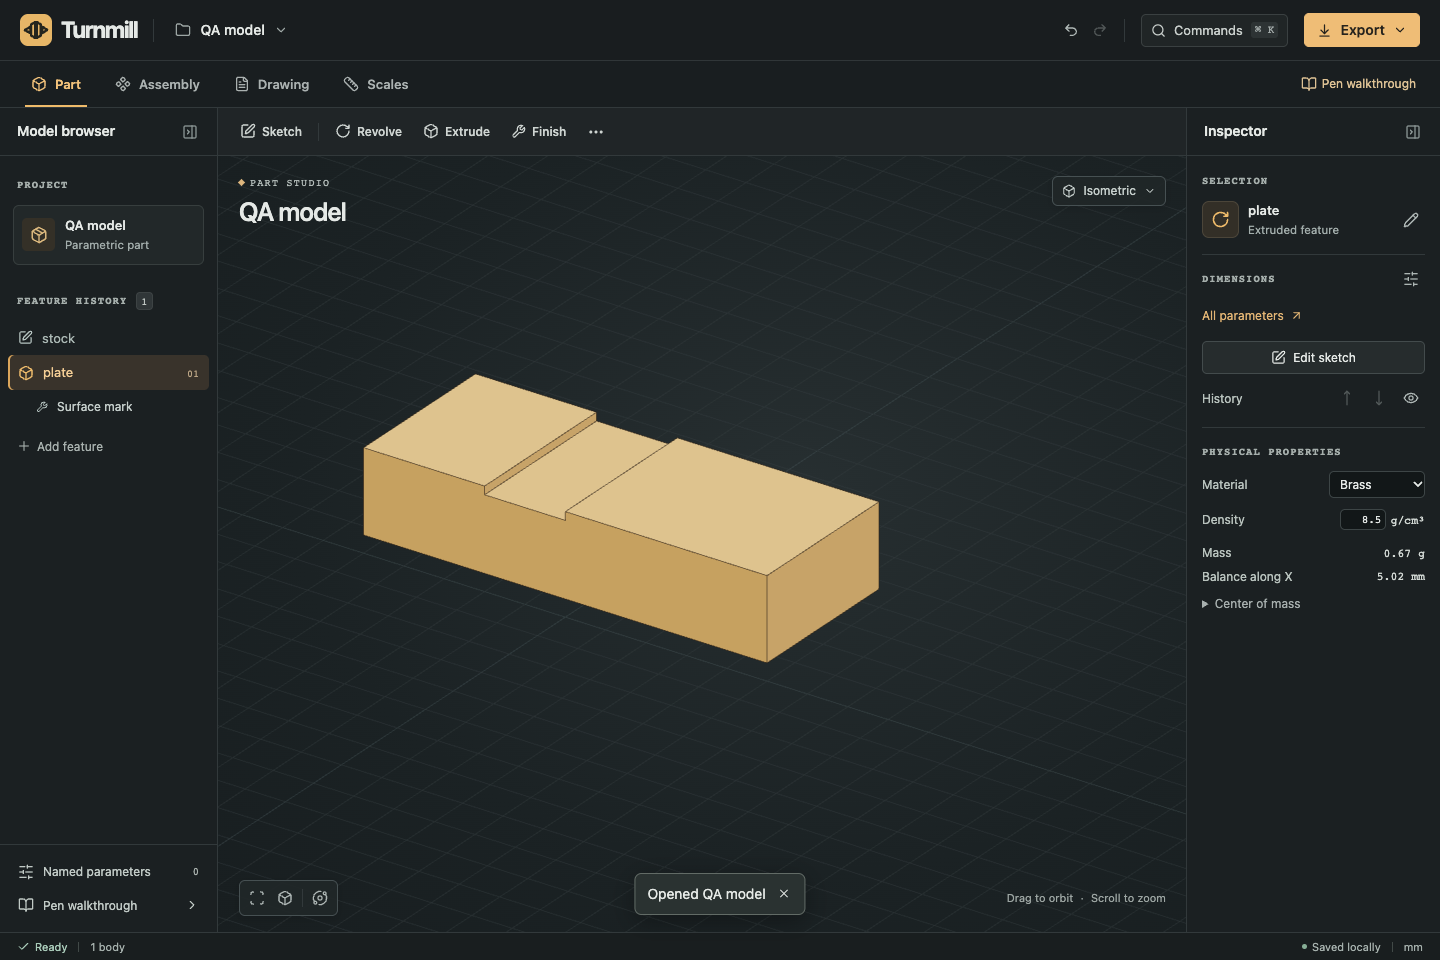 Turnmill
QA model
Commands ⌘ K
Export
Part
Assembly
Drawing
Scales
Pen walkthrough
Model browser
Sketch
Revolve
Extrude
Finish
Inspector
PROJECT
QA model
Parametric part
FEATURE HISTORY 1
stock
plate 01
Surface mark
Add feature
Named parameters 0
Pen walkthrough
PART STUDIO
QA model
Isometric
Opened QA model
Drag to orbit · Scroll to zoom
SELECTION
plate
Extruded feature
DIMENSIONS
All parameters
Edit sketch
History
PHYSICAL PROPERTIES
Material Brass
Density 8.5 g/cm³
Mass 0.67 g
Balance along X 5.02 mm
Center of mass
Ready
1 body
Saved locally
mm